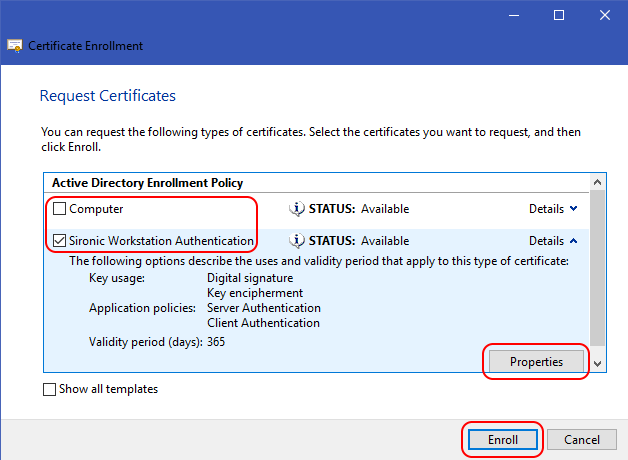 Certificate Enrollment
Request Certificates
You can request the following types of certificates. Select the certificates you want to request, and then
click Enroll.
Active Directory Enrollment Policy
Computer STATUS: Available Details
Sironic Workstation Authentication STATUS: Available Details
The following options describe the uses and validity period that apply to this type of certificate:
Key usage: Digital signature
Key encipherment
Application policies: Server Authentication
Client Authentication
Validity period (days): 365
Properties
Show all templates
Enroll Cancel